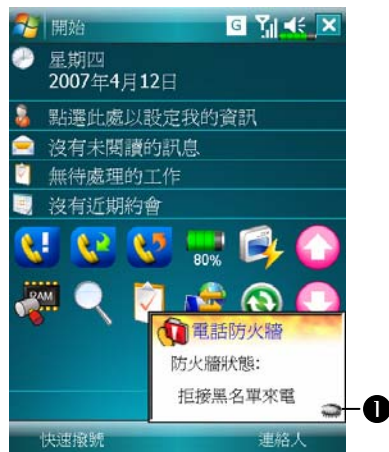 開始
G
星期四
2007年4月12日
點選此處以設定我的資訊
沒有未閱讀的訊息
無待處理的工作
沒有近期約會
80%
RAM
電話防火牆
防火牆狀態:
拒接黑名單來電
1
快速撥號
連絡人